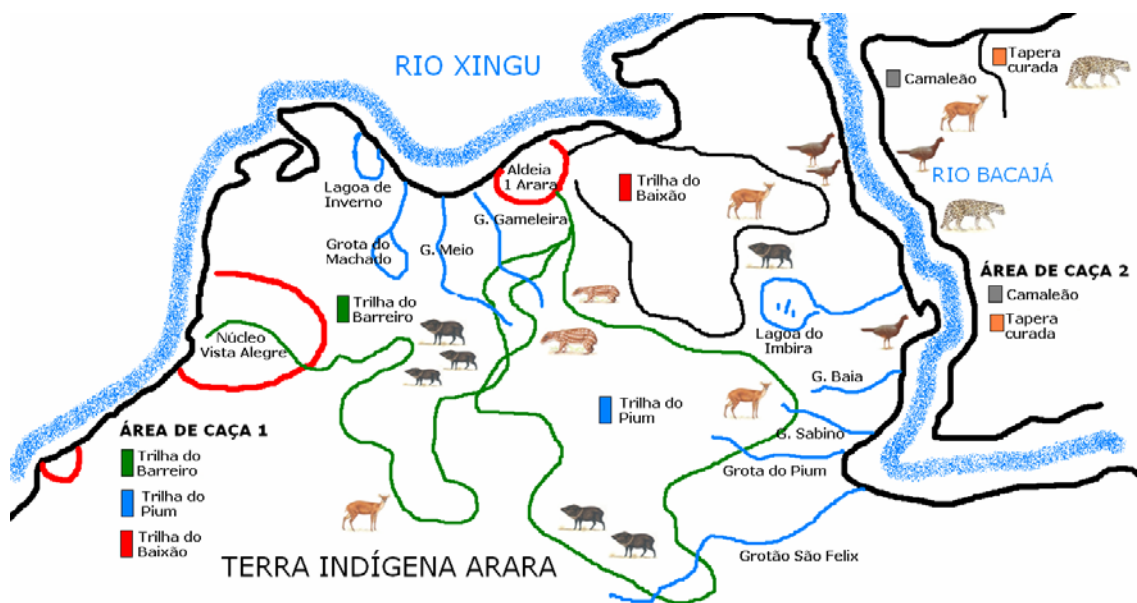 RIO XINGU
Tapera
curada
Camaleão
Lagoa de
Inverno
Aldeia
1 Arara
Trilha do
Baixão
RIO BACAJÁ
G. Gameleira
Grota do
Machado
G. Meio
ÁREA DE CAÇA 2
Camaleão
Tapera
curada
Trilha do
Barreiro
Núcleo
Vista Alegre
Lagoa do
Imbira
G. Baia
Trilha do
Pium
G. Sabino
Grota do Pium
ÁREA DE CAÇA 1
Trilha do
Barreiro
Trilha do
Pium
Trilha do
Baixão
Grotão São Felix
TERRA INDÍGENA ARARA